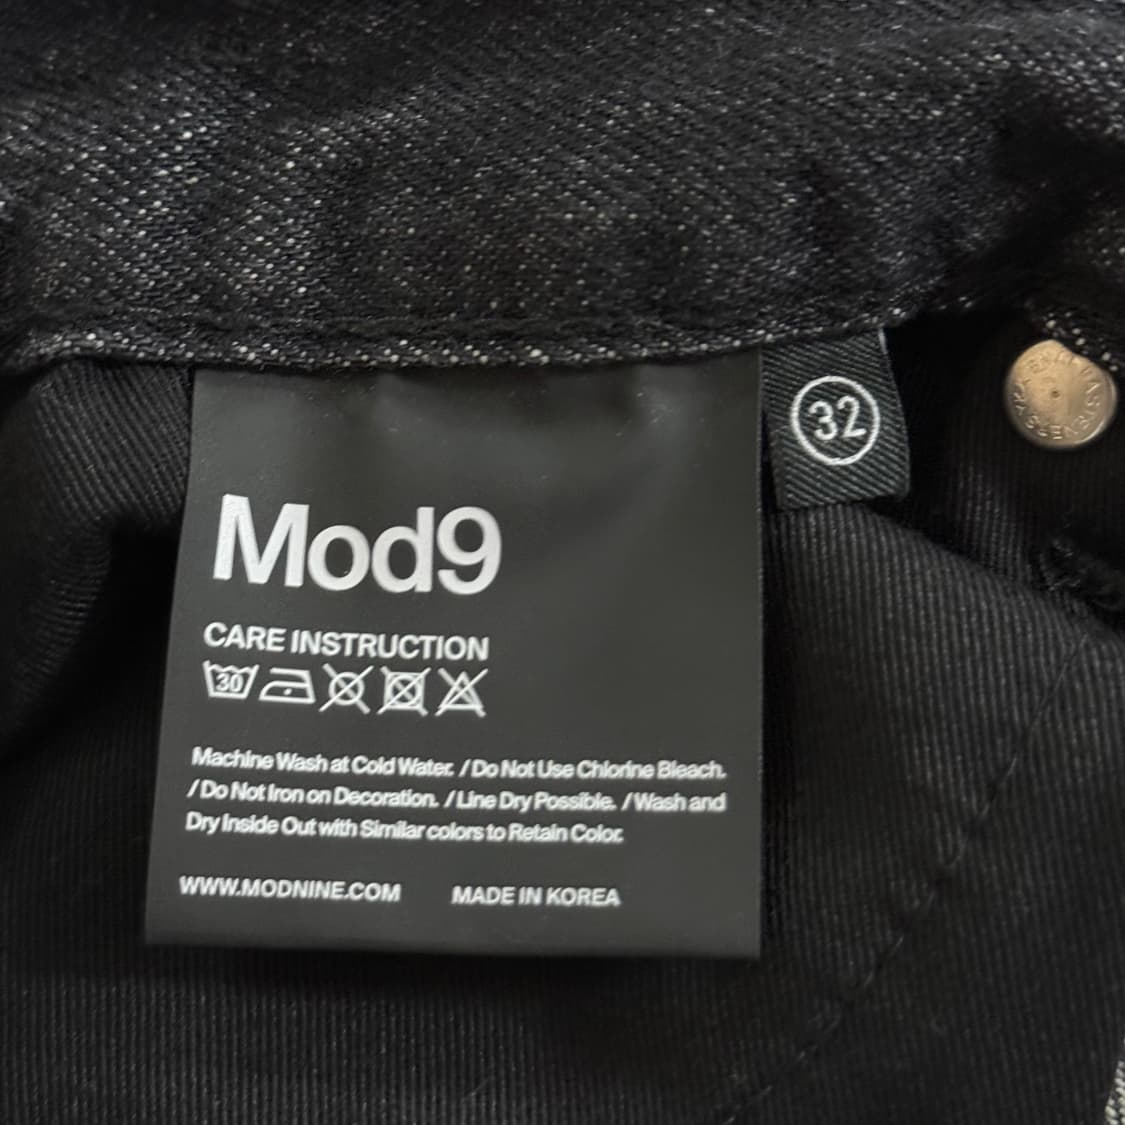 Mod9
32
CARE INSTRUCTION
30
Machine Wash at Cold Water. / Do Not Use Chlorine Bleach.
/ Do Not Iron on Decoration. / Line Dry Possible. / Wash and
Dry Inside Out with Similar colors to Retain Color.
WWW.MODNINE.COM MADE IN KOREA